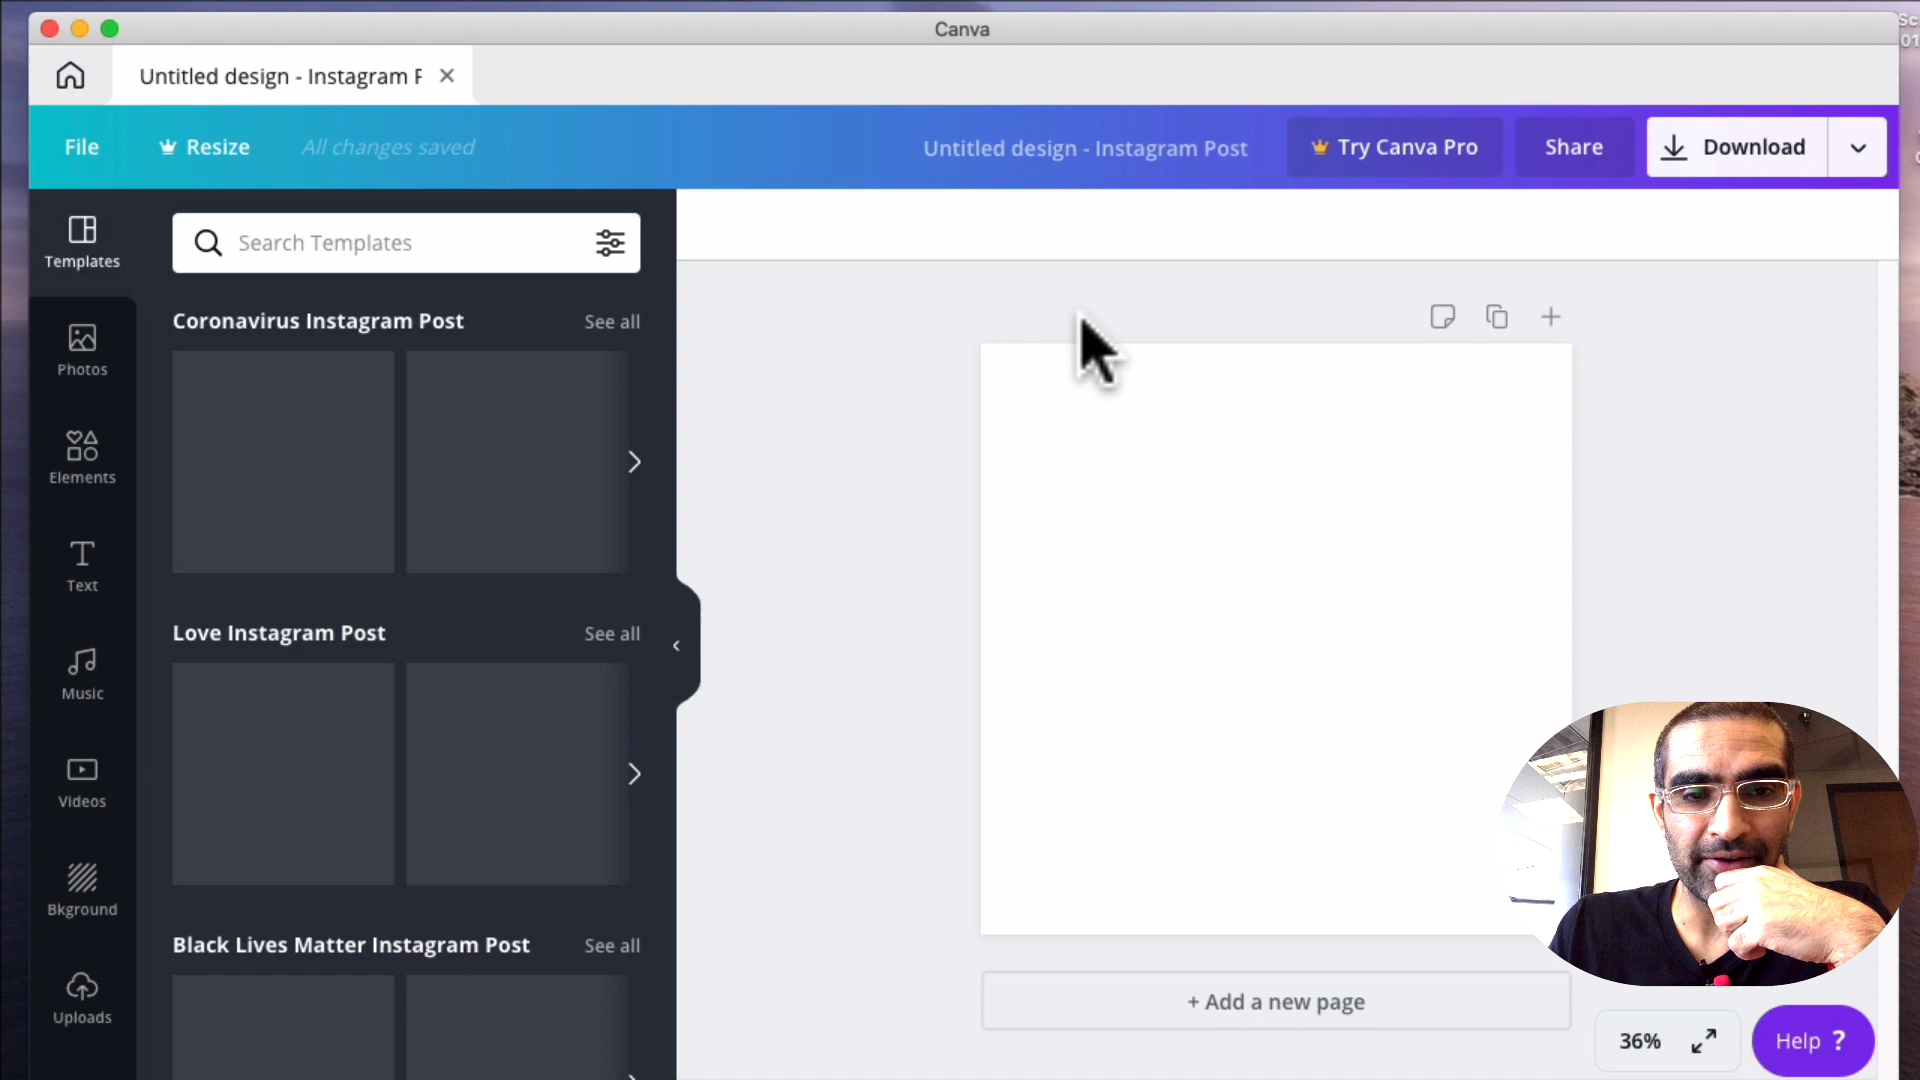 Canva
Sc
01
Untitled design - Instagram P
File
Resize
All changes saved
Untitled design - Instagram Post
Try Canva Pro
Share
Download
Templates
Search Templates
Coronavirus Instagram Post
See all
Photos
Elements
Text
Love Instagram Post
See all
Music
Videos
Bkground
Black Lives Matter Instagram Post
See all
Uploads
+ Add a new page
36%
Help ?